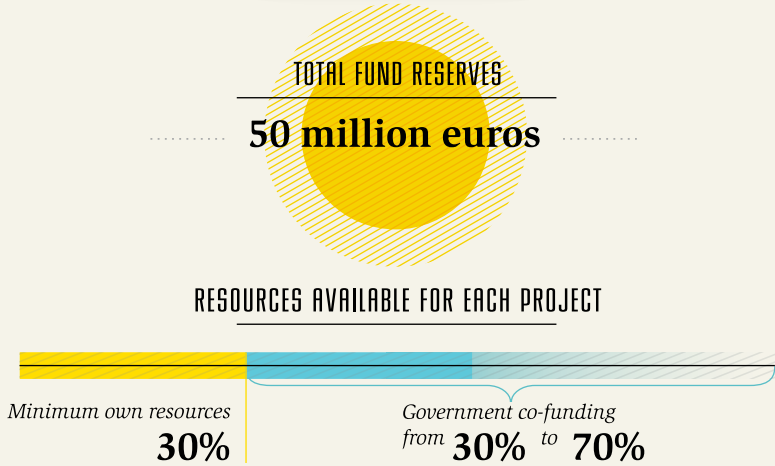 TOTAL FUND RESERVES
50 million euros
RESOURCES AVAILABLE FOR EACH PROJECT
Minimum own resources
30%
Government co-funding
from 30% to 70%